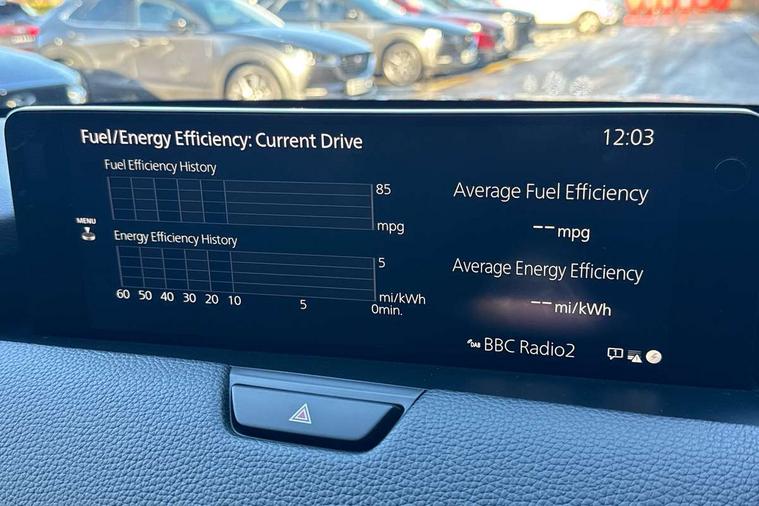 Fuel/Energy Efficiency: Current Drive
12:03
Fuel Efficiency History
85
mpg
Average Fuel Efficiency
-- mpg
MENU
Energy Efficiency History
5
mi/kWh
60 50 40 30 20 10 5 0min.
Average Energy Efficiency
-- mi/kWh
DAB BBC Radio2